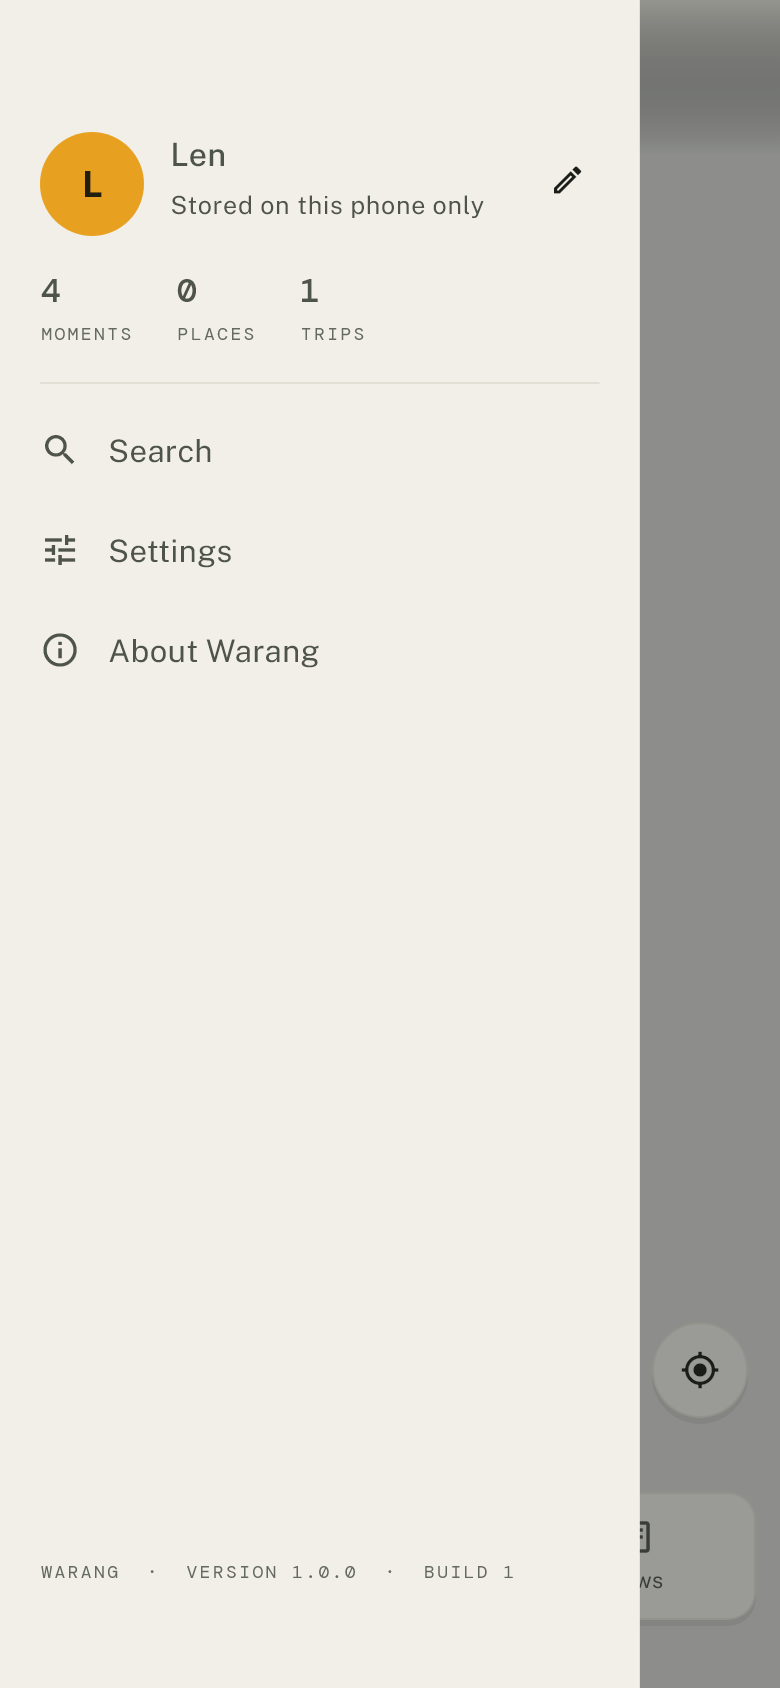 L
Len
Stored on this phone only
4 0 1
MOMENTS PLACES TRIPS
Search
Settings
About Warang
WARANG · VERSION 1.0.0 · BUILD 1